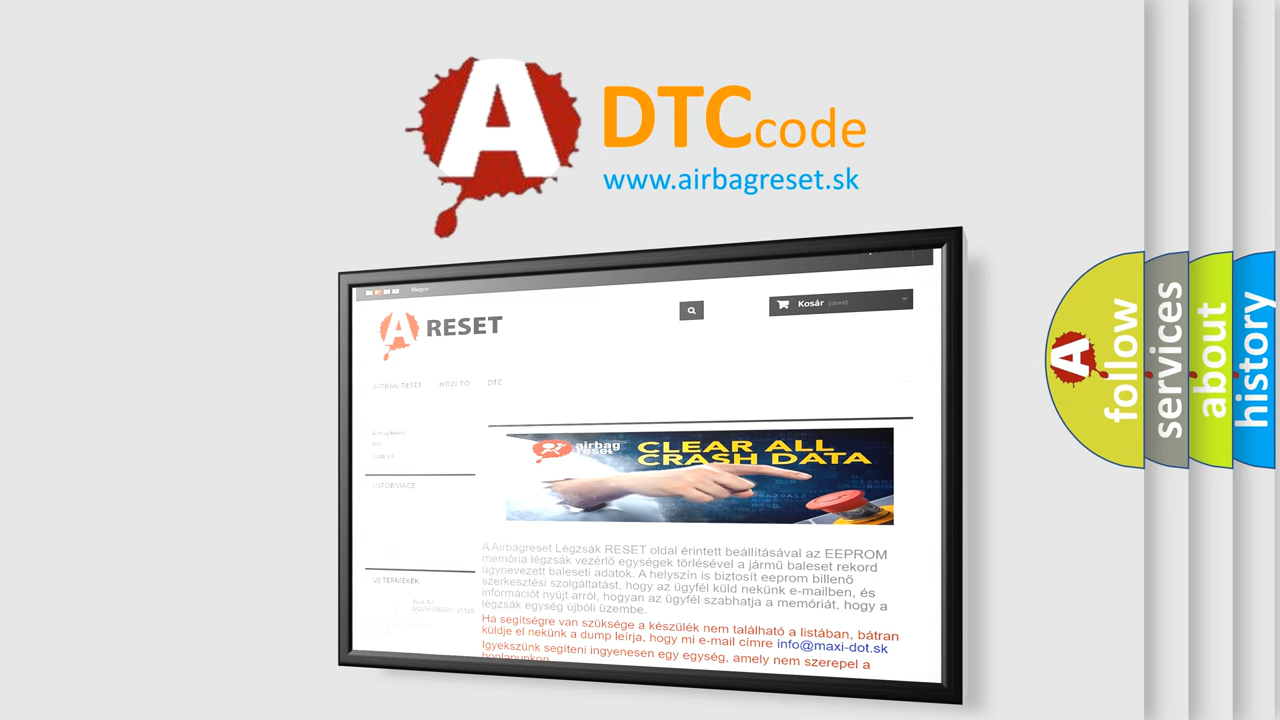 A
DTCcode
www.airbagreset.sk
Magyar
Kosár (üres)
A RESET
AIRBAG RESET HOW TO DTC
INFORMACE
airbag
reset
CLEAR ALL
CRASH DATA
A Airbagreset Légzsák RESET oldal érintett beállításával az EEPROM
memória légzsák vezérlő egységek törlésével a jármű baleset rekord
úgynevezett baleseti adatok. A helyszín is biztosít eeprom billenő
szerkesztési szolgáltatást, hogy az ügyfél küld nekünk e-mailben, és
információt nyújt arról, hogyan az ügyfél szabhatja a memóriát, hogy a
légzsák egység újbóli üzembe.
Ha segítségre van szüksége a készülék nem található a listában, bátran
küldje el nekünk a dump leírja, hogy mi e-mail címre info@maxi-dot.sk
Igyekszünk segíteni ingyenesen egy egység, amely nem szerepel a
honlapunkon
ÚJ TERMÉKEK
A
follow
services
about
history